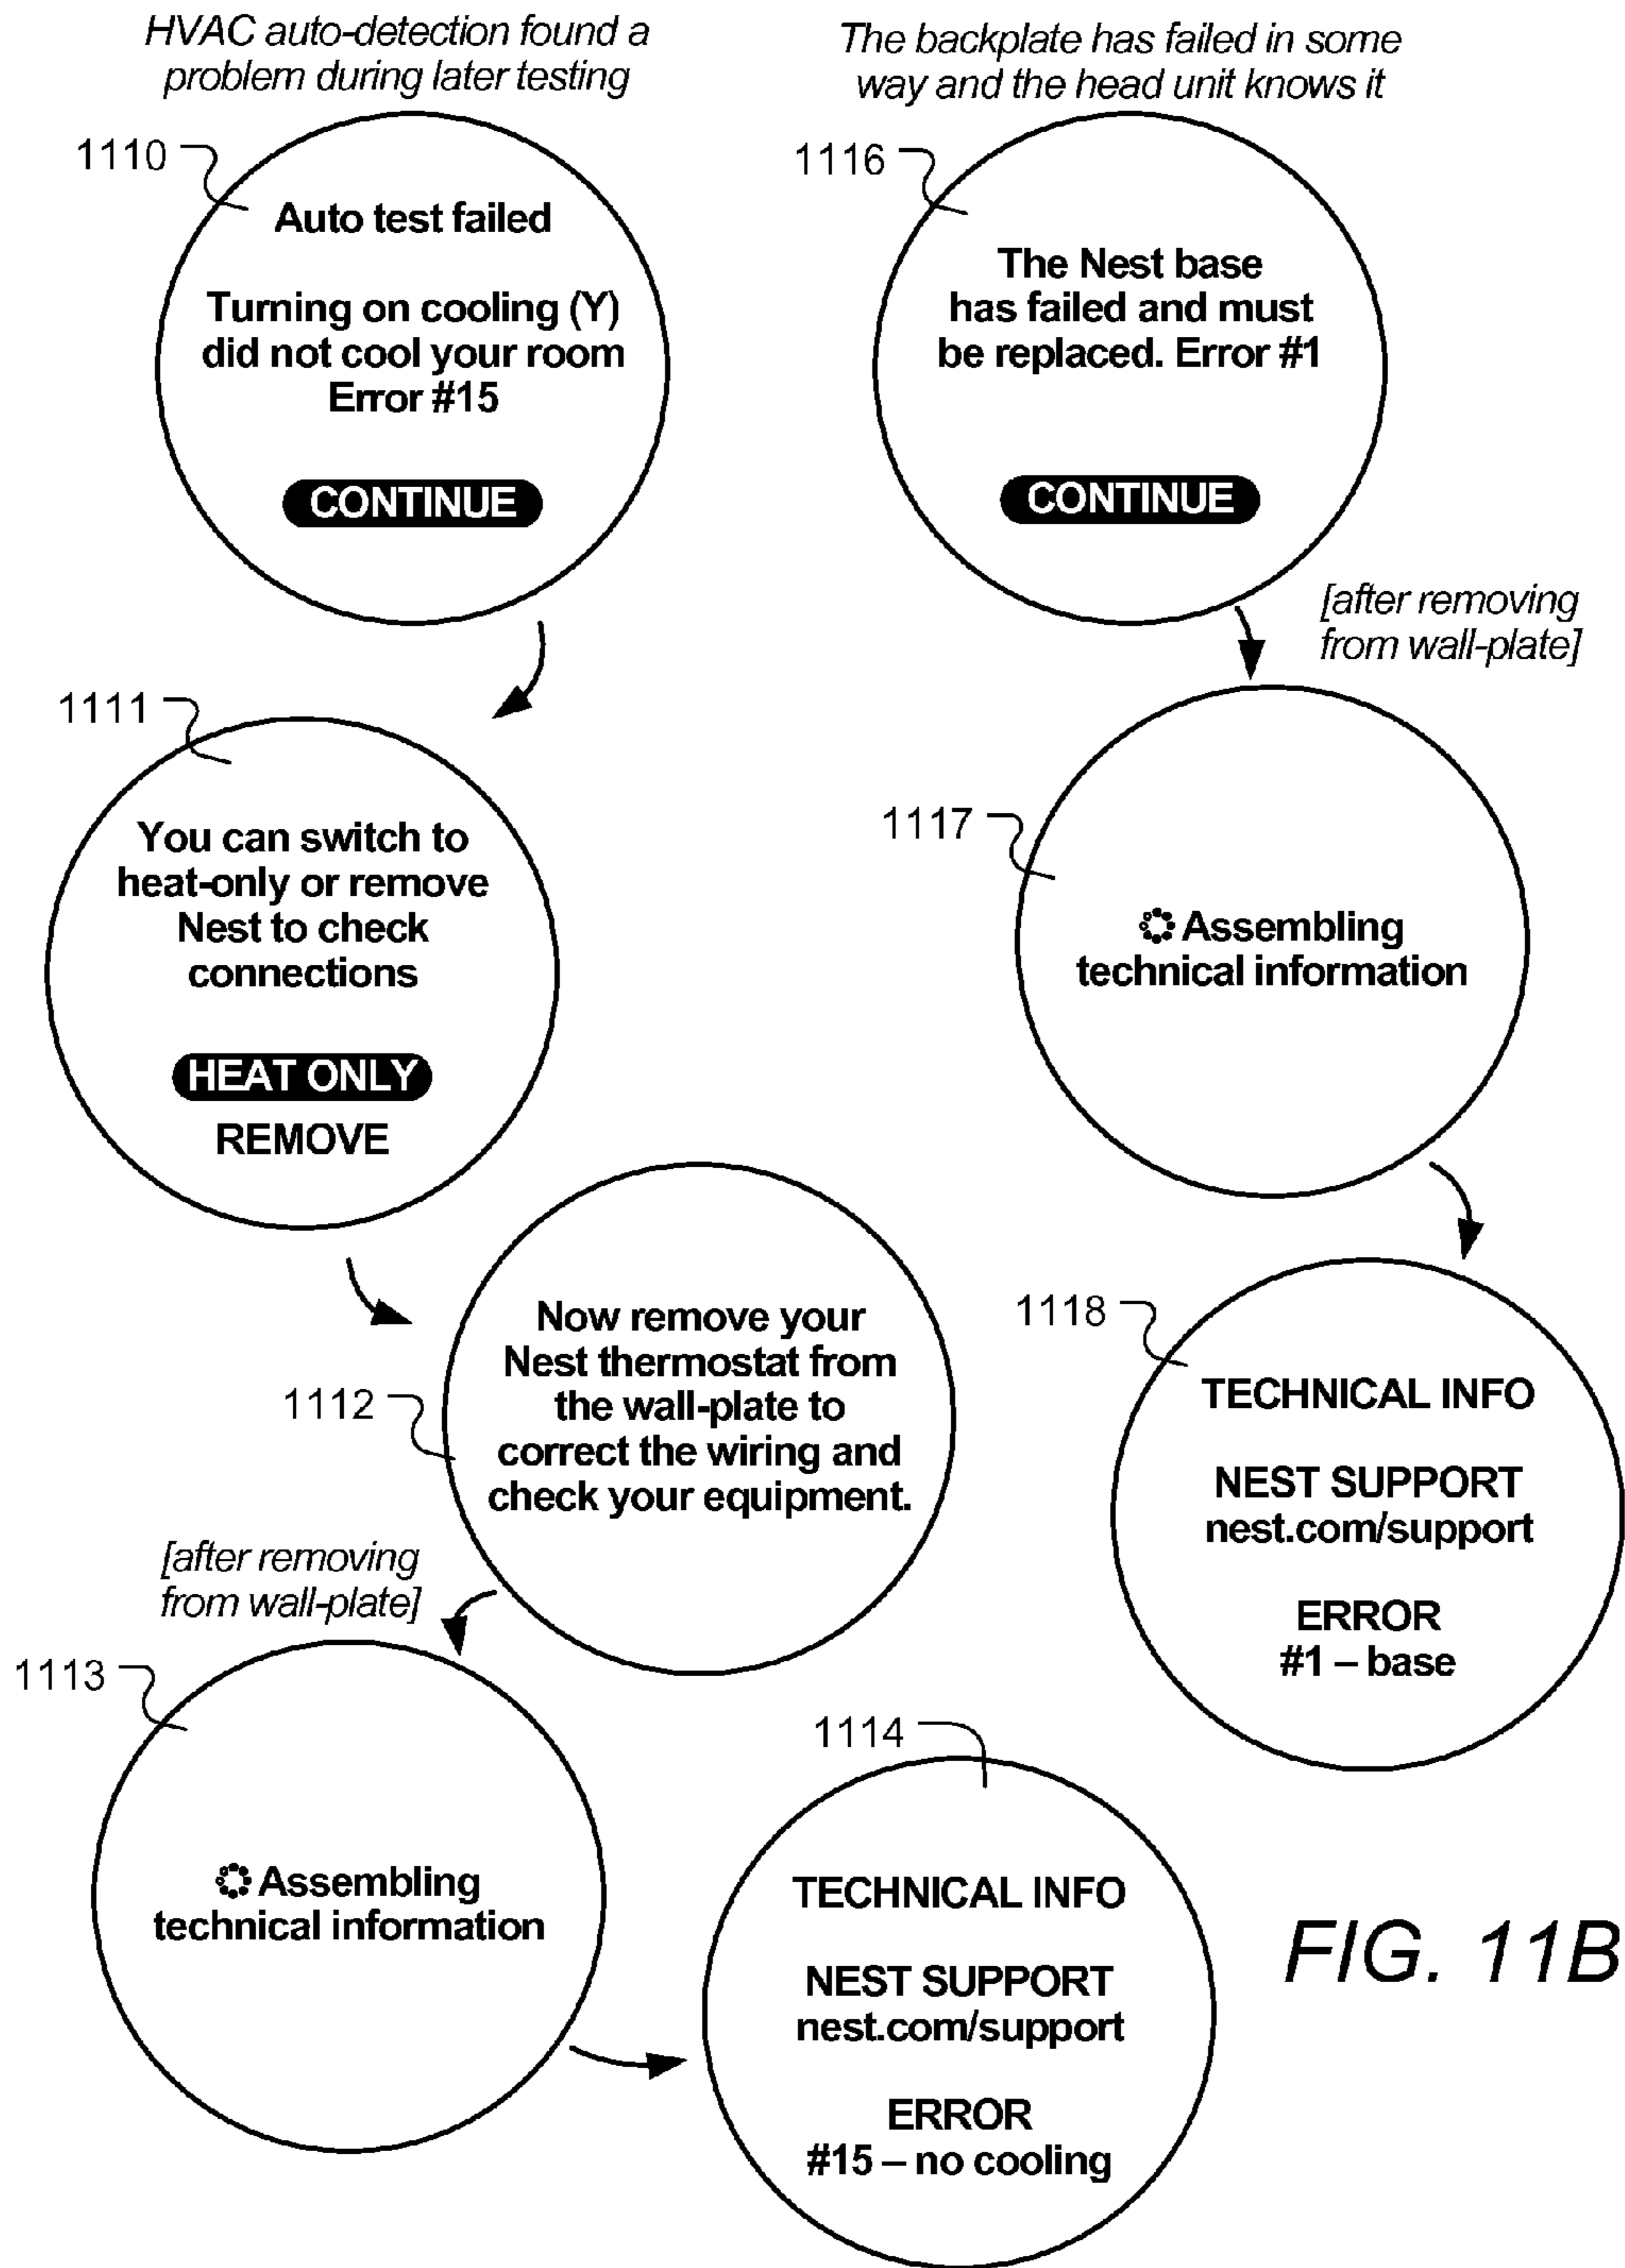 HVAC auto-detection found a
problem during later testing
1110
Auto test failed
Turning on cooling (Y)
did not cool your room
Error #15
CONTINUE
1111
You can switch to
heat-only or remove
Nest to check
connections
HEAT ONLY
REMOVE
1112
Now remove your
Nest thermostat from
the wall-plate to
correct the wiring and
check your equipment.
[after removing
from wall-plate]
1113
Assembling
technical information
1114
TECHNICAL INFO
NEST SUPPORT
nest.com/support
ERROR
#15 – no cooling
The backplate has failed in some
way and the head unit knows it
1116
The Nest base
has failed and must
be replaced. Error #1
CONTINUE
[after removing
from wall-plate]
1117
Assembling
technical information
1118
TECHNICAL INFO
NEST SUPPORT
nest.com/support
ERROR
#1 – base
FIG. 11B